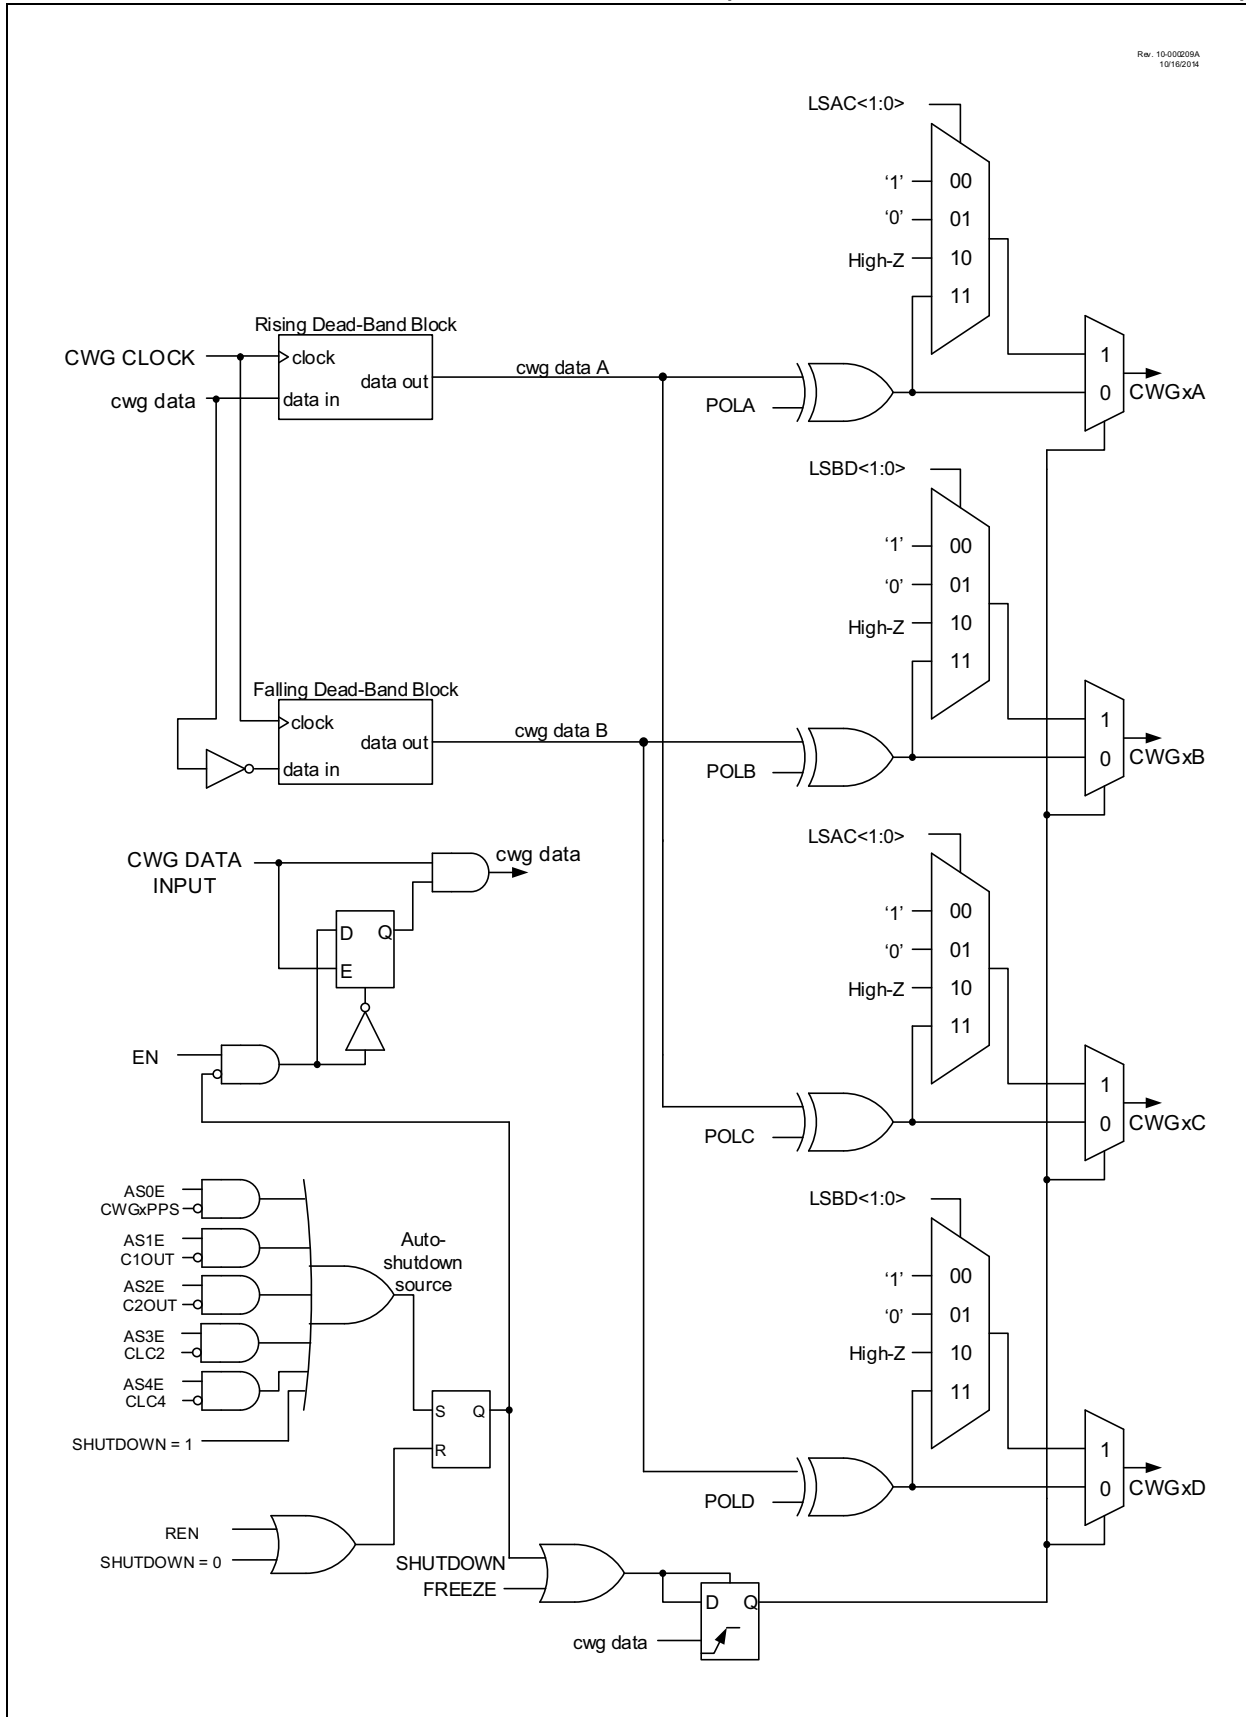 Rev. 10-000209A
10/16/2014
LSAC<1:0>
‘1’
00
‘0’
01
High-Z
10
11
Rising Dead-Band Block
CWG CLOCK
clock
data out
cwg data
data in
cwg data A
POLA
1
0
CWGxA
LSBD<1:0>
‘1’
00
‘0’
01
High-Z
10
11
Falling Dead-Band Block
clock
data out
data in
cwg data B
POLB
1
0
CWGxB
CWG DATA
INPUT
cwg data
D
Q
E
EN
LSAC<1:0>
‘1’
00
‘0’
01
High-Z
10
11
POLC
1
0
CWGxC
AS0E
CWGxPPS
AS1E
C1OUT
AS2E
C2OUT
AS3E
CLC2
AS4E
CLC4
SHUTDOWN = 1
Auto-
shutdown
source
S
Q
R
REN
SHUTDOWN = 0
LSBD<1:0>
‘1’
00
‘0’
01
High-Z
10
11
POLD
1
0
CWGxD
SHUTDOWN
FREEZE
D
Q
cwg data